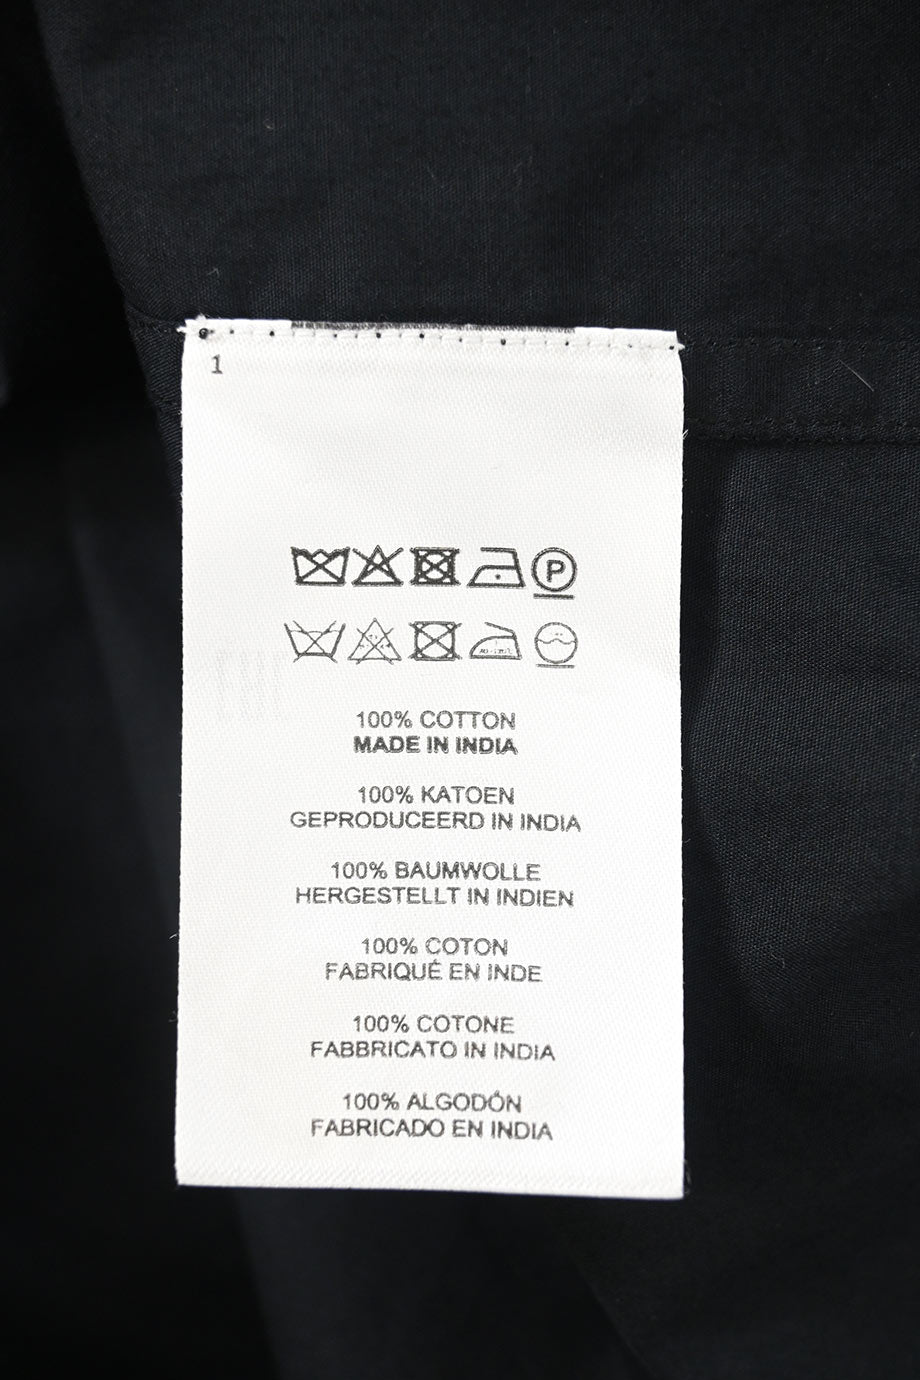 1
P
100% COTTON
MADE IN INDIA
100% KATOEN
GEPRODUCEERD IN INDIA
100% BAUMWOLLE
HERGESTELLT IN INDIEN
100% COTON
FABRIQUÉ EN INDE
100% COTONE
FABBRICATO IN INDIA
100% ALGODÓN
FABRICADO EN INDIA